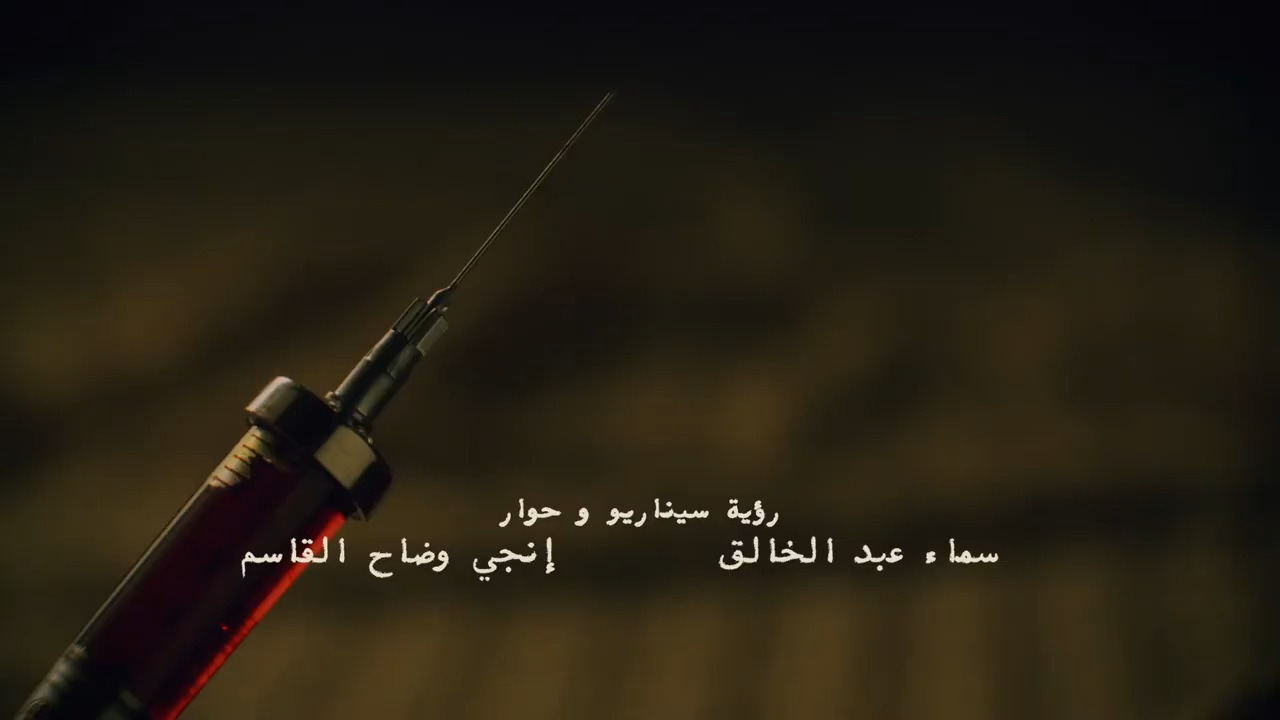 رؤية سيناريو و حوار
سماء عبد الخالق إنجي وضاح القاسم